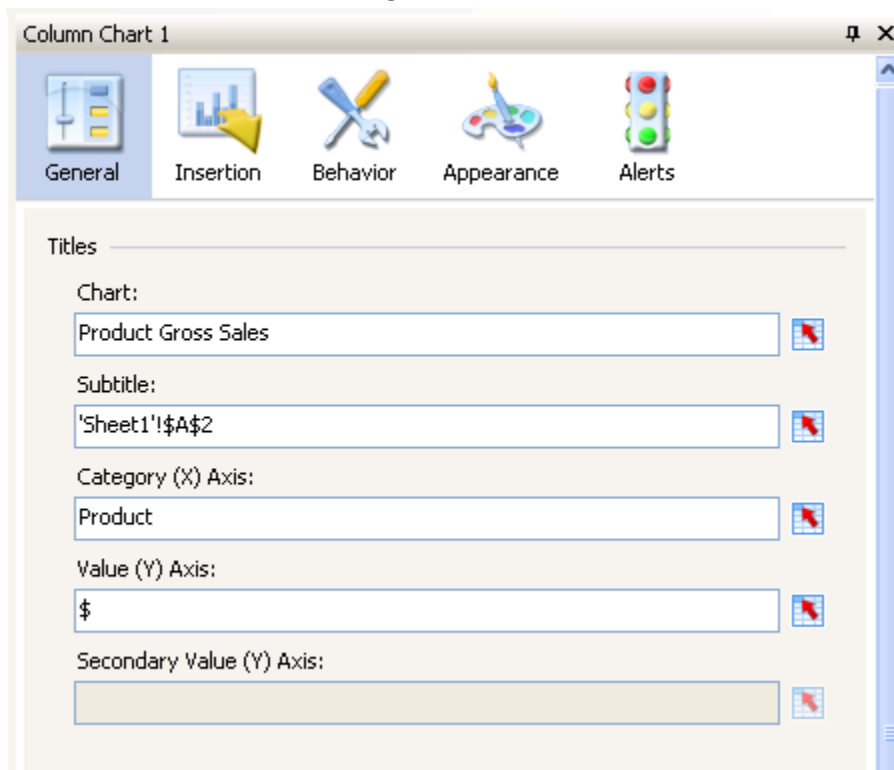 Column Chart 1
General Insertion Behavior Appearance Alerts
Titles
Chart:
Product Gross Sales
Subtitle:
'Sheet1'!$A$2
Category (X) Axis:
Product
Value (Y) Axis:
$
Secondary Value (Y) Axis: